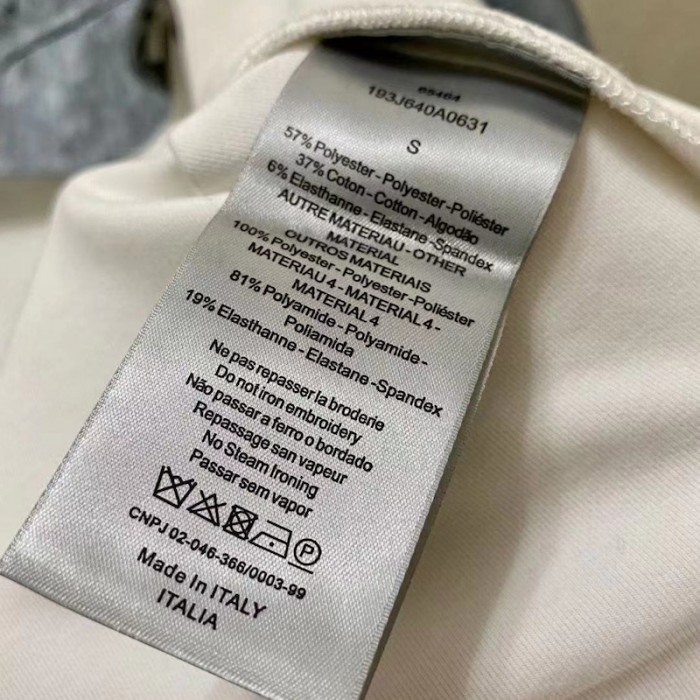 65464
193J640A0631
S
57% Polyester-Polyester-Poliéster
37% Coton-Cotton-Algodão
6% Elasthanne-Elastane-Spandex
AUTRE MATERIAU-OTHER
MATERIAL
OUTROS MATERIAIS
100% Polyester-Polyester-Poliéster
MATERIAU 4-MATERIAL 4-
MATERIAL 4
81% Polyamide-Polyamide-
Poliamida
19% Elasthanne-Elastane-Spandex
Ne pas repasser la broderie
Do not iron embroidery
Não passar a ferro o bordado
Repassage san vapeur
No Steam Ironing
Passar sem vapor
P
CNPJ 02-046-366/0003-99
Made in ITALY
ITALIA